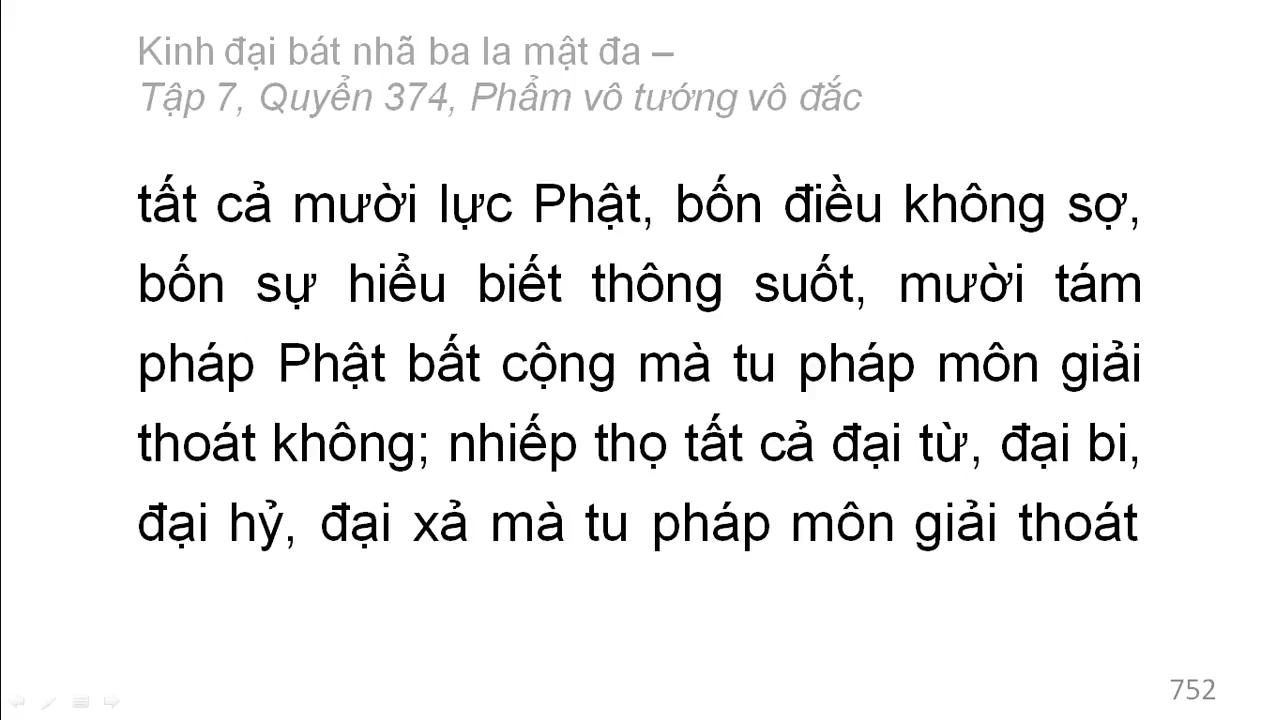 Kinh đại bát nhã ba la mật đa –
Tập 7, Quyển 374, Phẩm vô tướng vô đắc
tất cả mười lực Phật, bốn điều không sợ,
bốn sự hiểu biết thông suốt, mười tám
pháp Phật bất cộng mà tu pháp môn giải
thoát không; nhiếp thọ tất cả đại từ, đại bi,
đại hỷ, đại xả mà tu pháp môn giải thoát
752